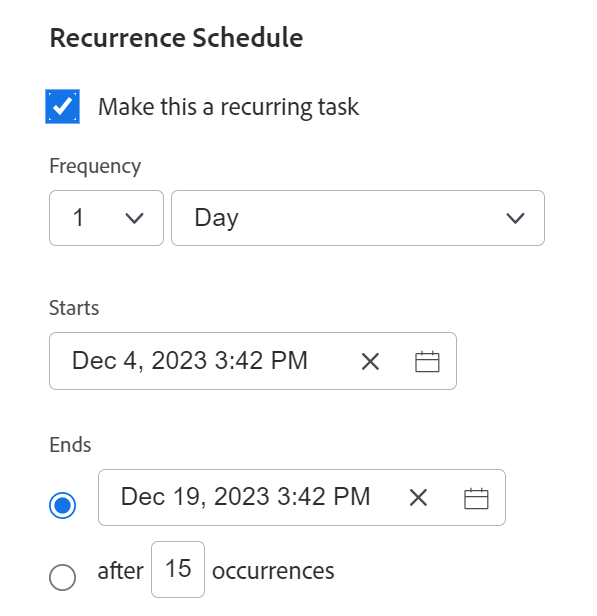 Recurrence Schedule
Make this a recurring task
Frequency
1 Day
Starts
Dec 4, 2023 3:42 PM
Ends
Dec 19, 2023 3:42 PM
after 15 occurrences